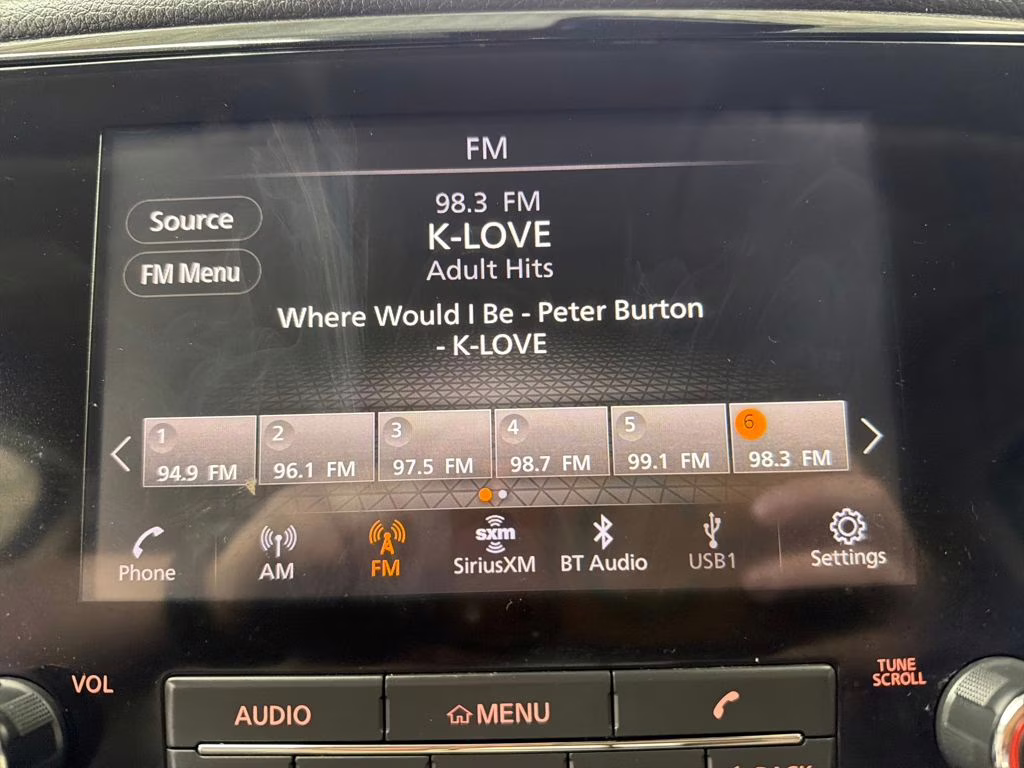 FM
Source
98.3 FM
K-LOVE
FM Menu
Adult Hits
Where Would I Be - Peter Burton
- K-LOVE
1 2 3 4 5 6
94.9 FM 96.1 FM 97.5 FM 98.7 FM 99.1 FM 98.3 FM
sxm
Phone AM FM SiriusXM BT Audio USB1 Settings
VOL
TUNE
SCROLL
AUDIO MENU
BACK